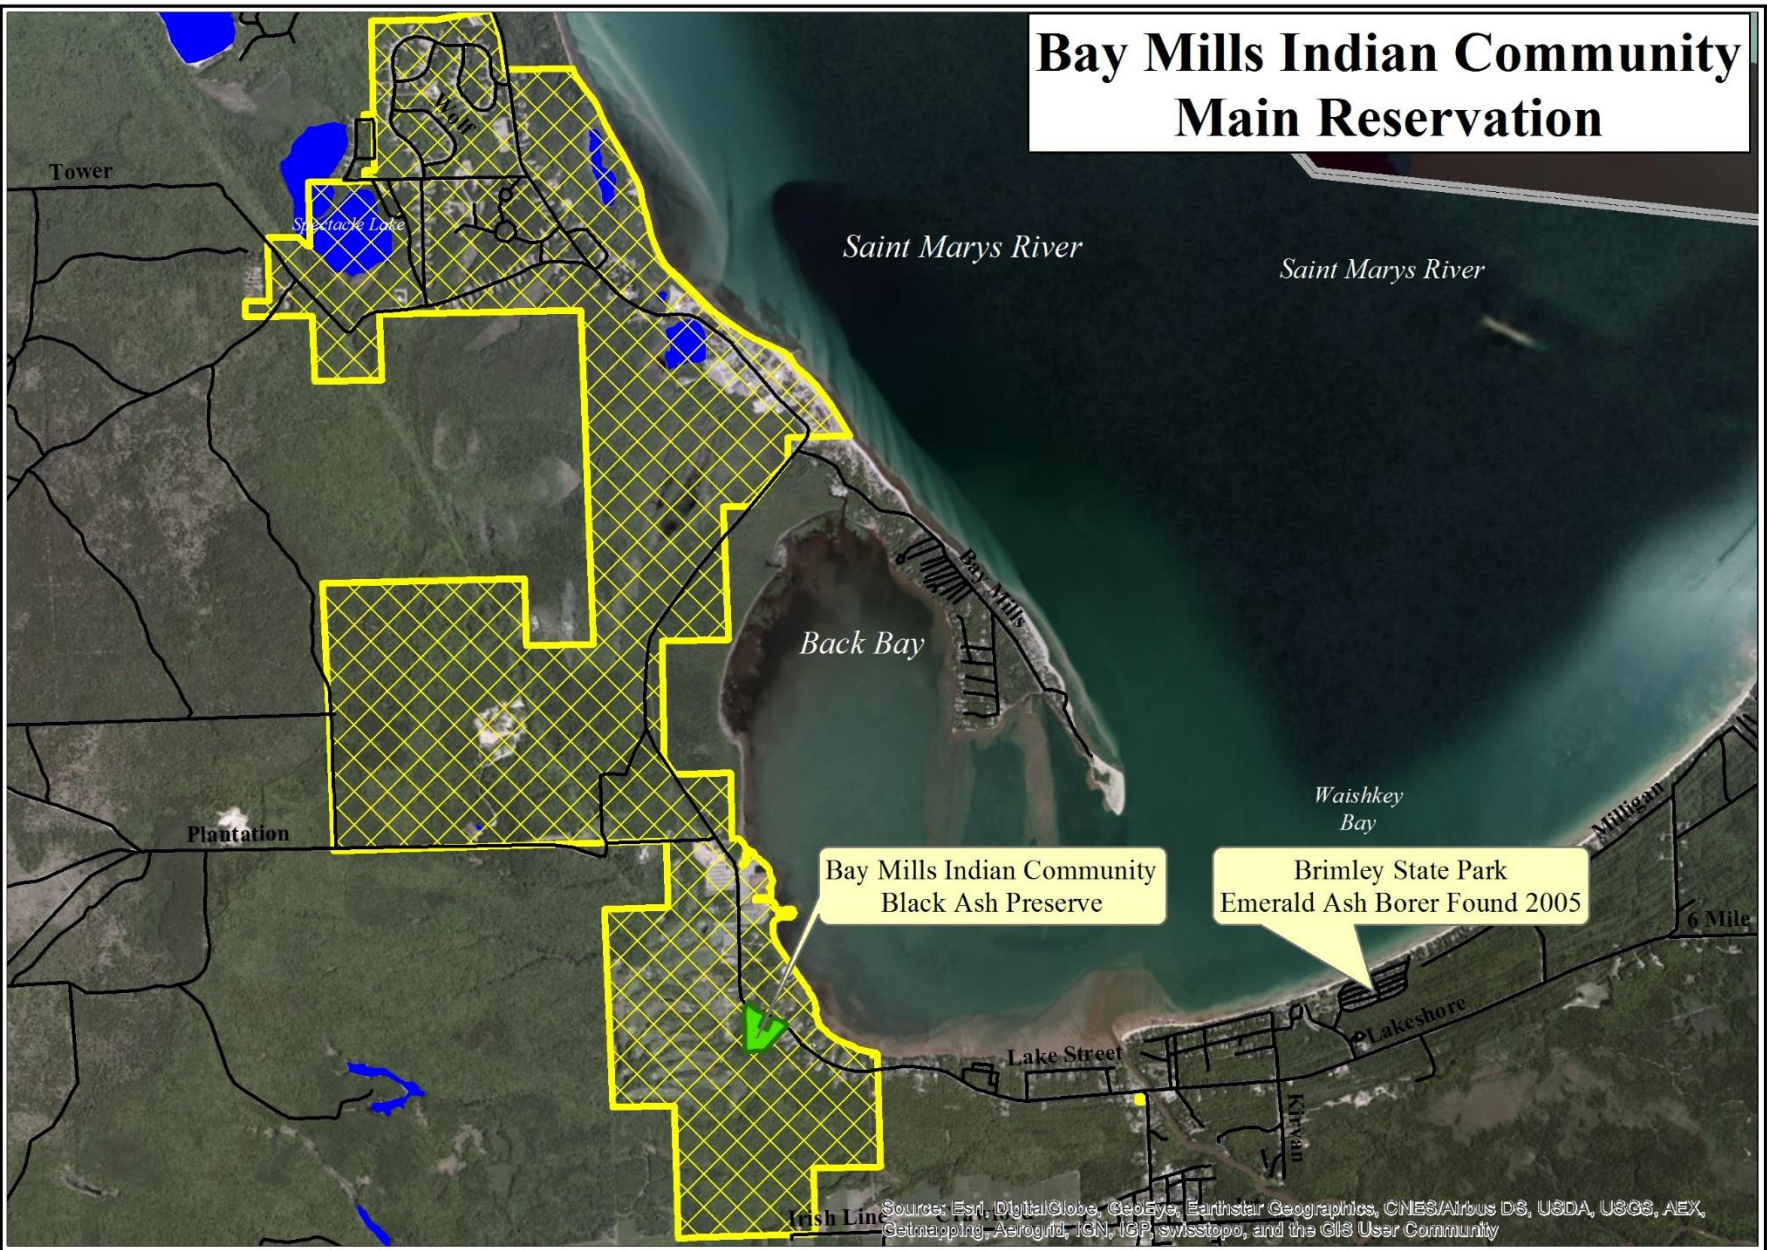 Bay Mills Indian Community
Main Reservation
Wolf
Tower
Spectacle Lake
Saint Marys River
Saint Marys River
Bay Mills
Back Bay
Waishkey
Bay
Milligan
Plantation
Bay Mills Indian Community
Black Ash Preserve
Brimley State Park
Emerald Ash Borer Found 2005
6 Mile
Lakeshore
Lake Street
Kirvan
Irish Line
Source: Esri, DigitalGlobe, GeoEye, Earthstar Geographics, CNES/Airbus DS, USDA, USGS, AEX,
Getmapping, Aerogrid, IGN, IGP, swisstopo, and the GIS User Community